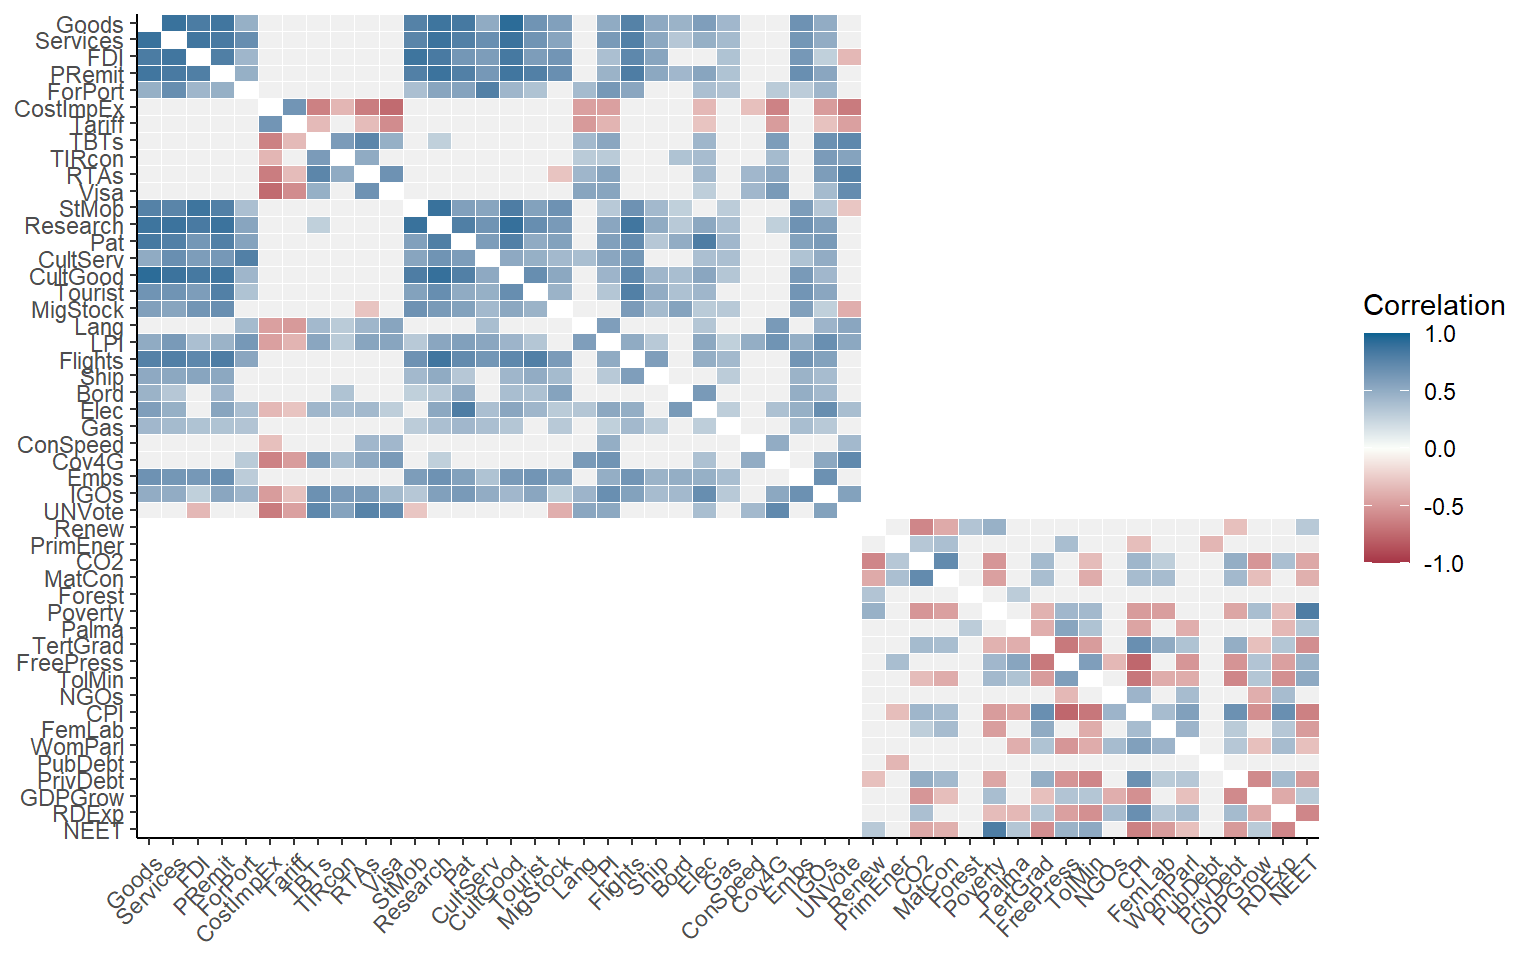 Goods
Services
FDI
PRemit
ForPort
CostImpEx
Tariff
TBTs
TIRcon
RTAs
Visa
StMob
Research
Pat
CultServ
CultGood
Tourist
MigStock
Lang
LPI
Flights
Ship
Bord
Elec
Gas
ConSpeed
Cov4G
Embs
IGOs
UNVote
Renew
PrimEner
CO2
MatCon
Forest
Poverty
Palma
TertGrad
FreePress
TolMin
NGOs
CPI
FemLab
WomParl
PubDebt
PrivDebt
GDPGrow
RDExp
NEET
Goods
Services
FDI
PRemit
ForPort
CostImpEx
Tariff
TBTs
TIRcon
RTAs
Visa
StMob
Research
Pat
CultServ
CultGood
Tourist
MigStock
Lang
LPI
Flights
Ship
Bord
Elec
Gas
ConSpeed
Cov4G
Embs
IGOs
UNVote
Renew
PrimEner
CO2
MatCon
Forest
Poverty
Palma
TertGrad
FreePress
TolMin
NGOs
CPI
FemLab
WomParl
PubDebt
PrivDebt
GDPGrow
RDExp
NEET
Correlation
1.0
0.5
0.0
-0.5
-1.0